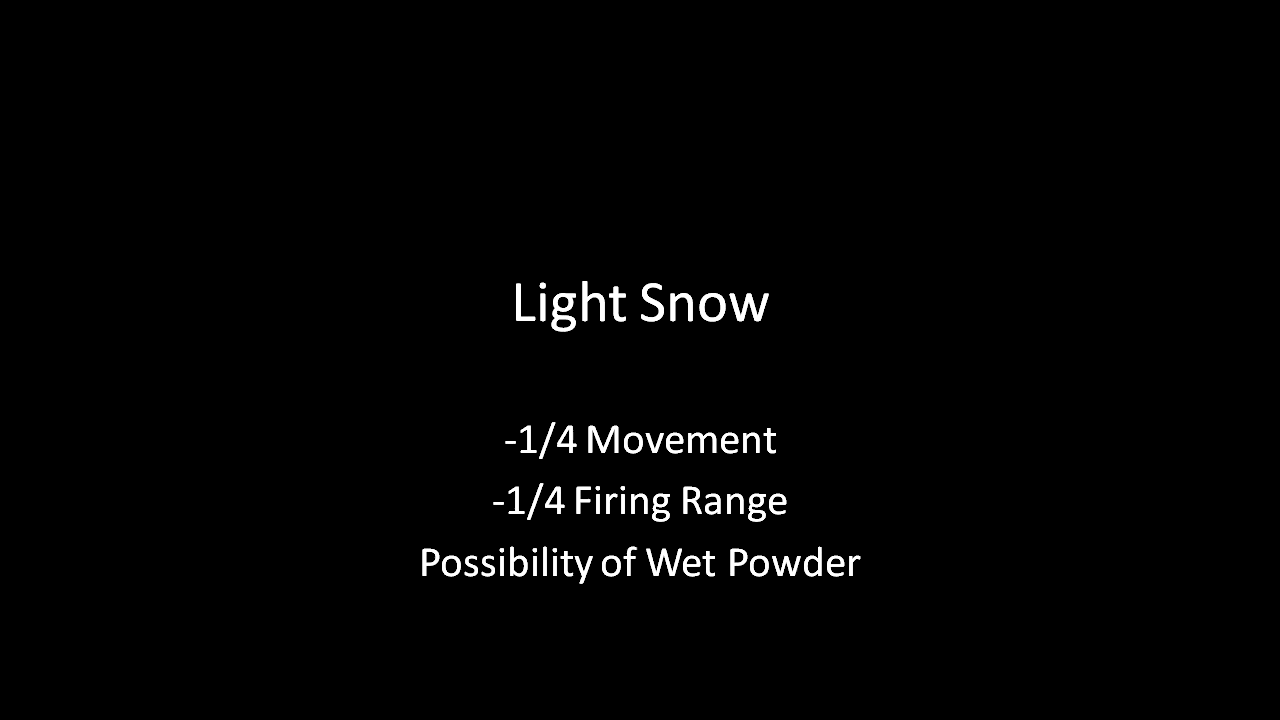 Light Snow
-1/4 Movement
-1/4 Firing Range
Possibility of Wet Powder